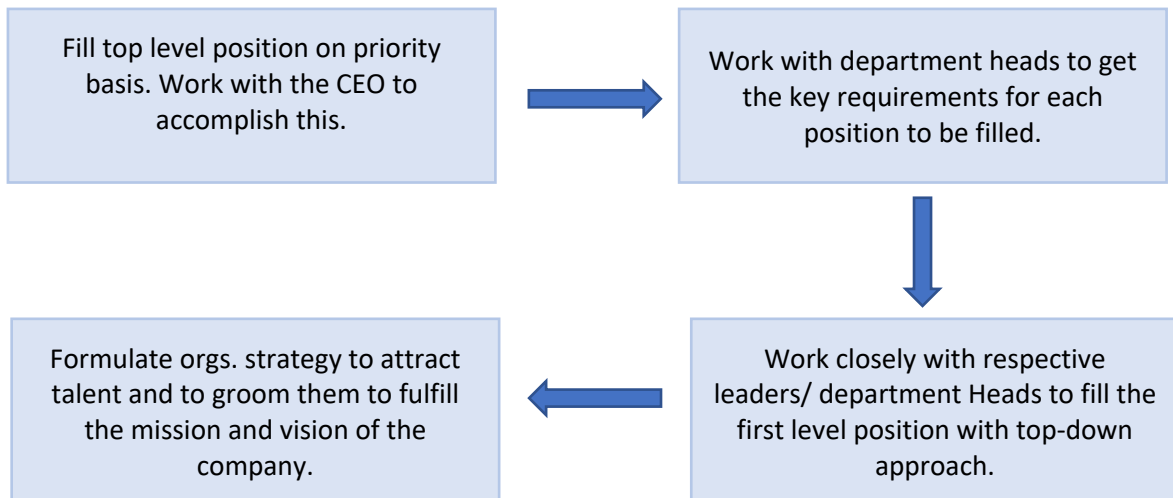 Fill top level position on priority
basis. Work with the CEO to
accomplish this.
Work with department heads to get
the key requirements for each
position to be filled.
Work closely with respective
leaders/ department Heads to fill the
first level position with top-down
approach.
Formulate orgs. strategy to attract
talent and to groom them to fulfill
the mission and vision of the
company.